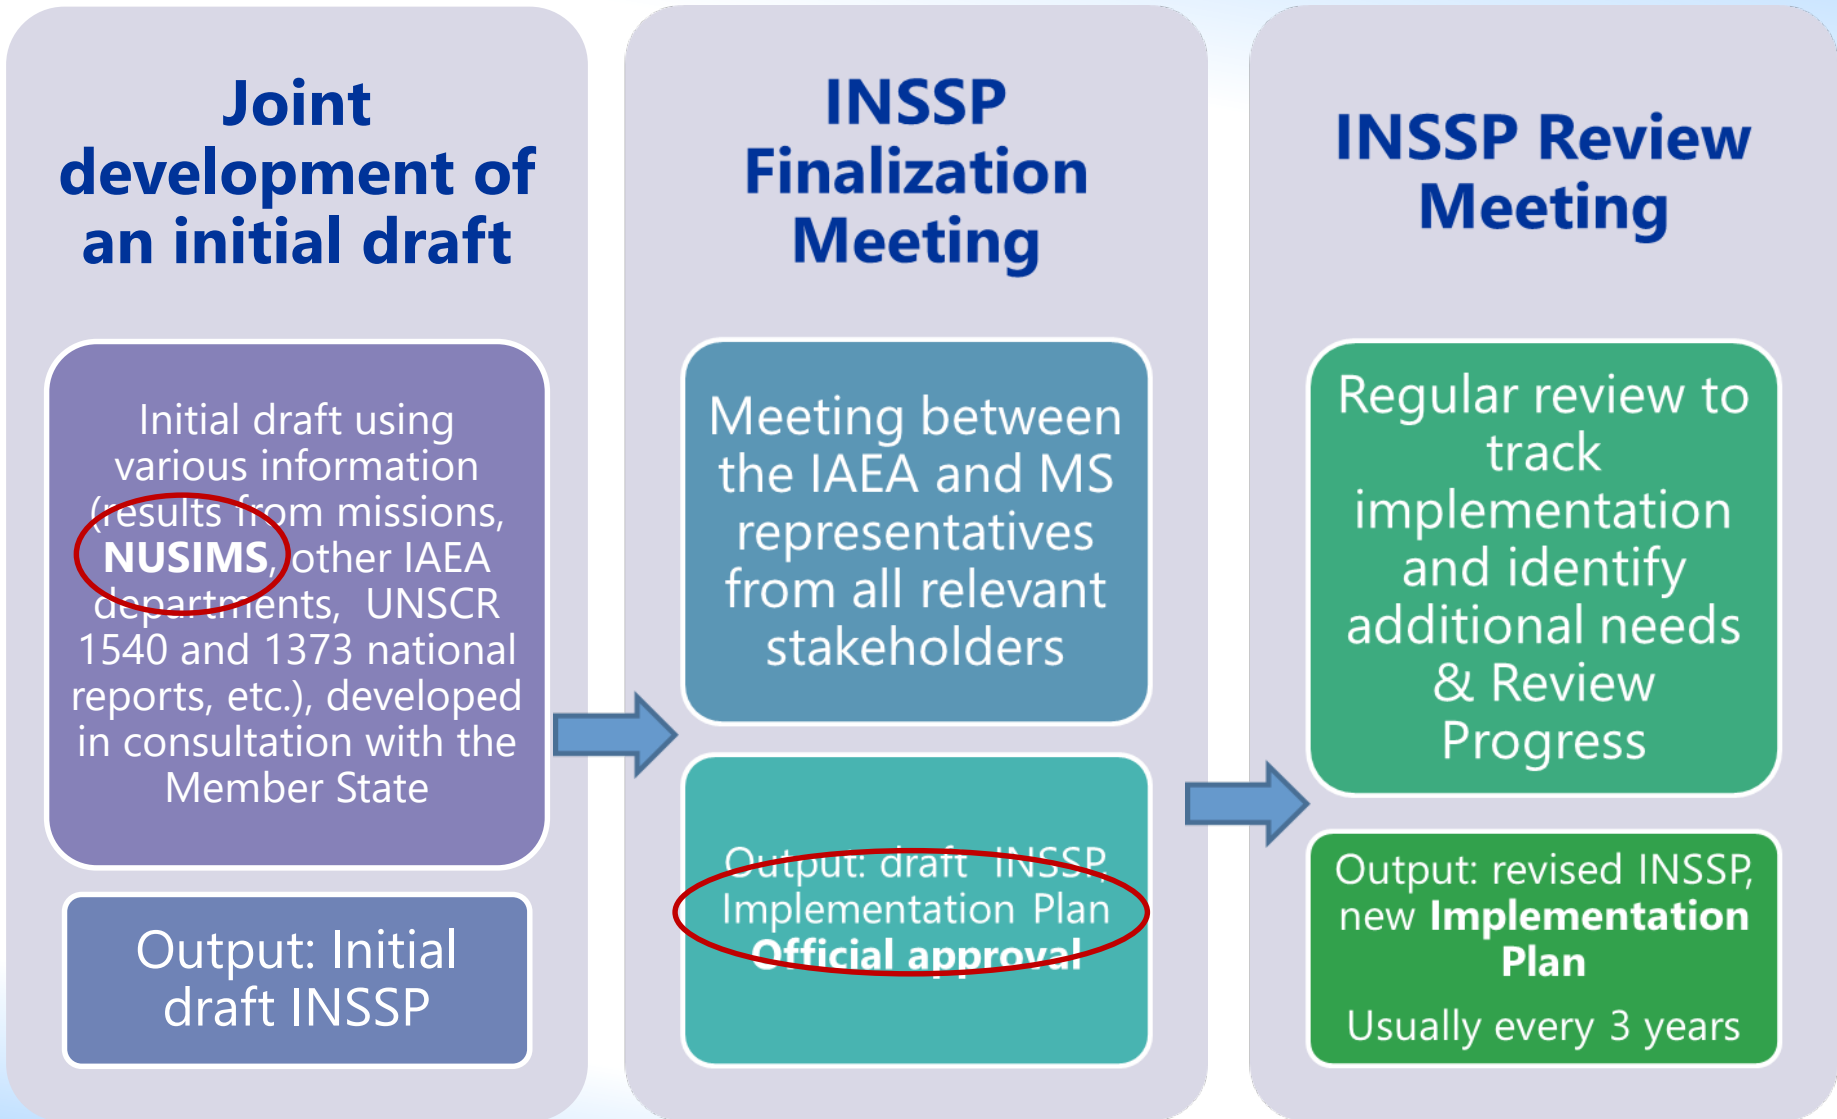 Joint
development of
an initial draft
Initial draft using
various information
(results from missions,
NUSIMS, other IAEA
departments, UNSCR
1540 and 1373 national
reports, etc.), developed
in consultation with the
Member State
Output: Initial
draft INSSP
INSSP
Finalization
Meeting
Meeting between
the IAEA and MS
representatives
from all relevant
stakeholders
Output: draft INSSP,
Implementation Plan
Official approval
INSSP Review
Meeting
Regular review to
track
implementation
and identify
additional needs
& Review
Progress
Output: revised INSSP,
new Implementation
Plan
Usually every 3 years